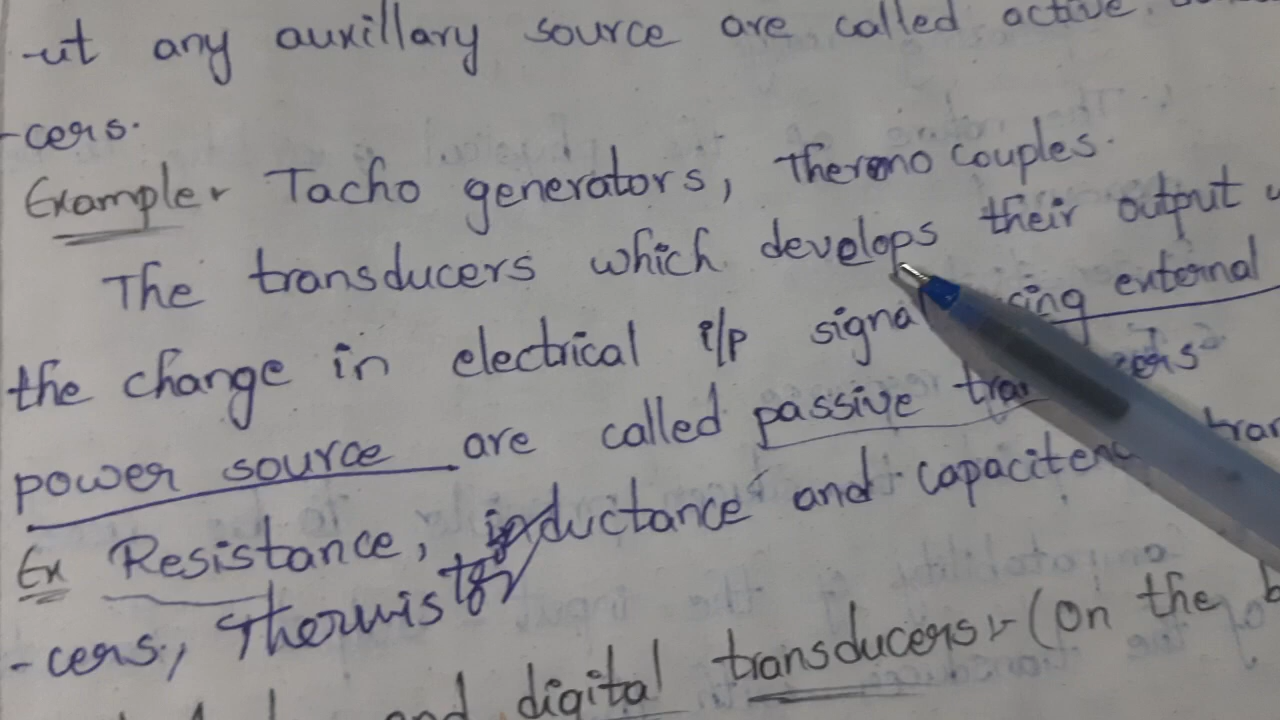 -ut any auxillary source are called active
-cers.
Example:- Tacho generators, Thermo couples.
The transducers which develops their output
the change in electrical i/p signal using external
power source are called passive
Ex Resistance, inductance and
-cers, Thermistor
and digital transducers:- (on the